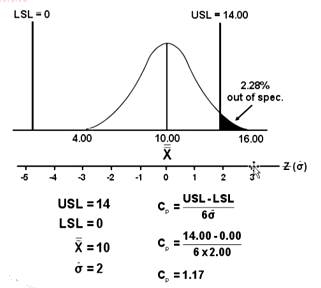 LSL = 0 USL = 14.00
2.28%
out of spec.
4.00 10.00 16.00
X̿
-5 -4 -3 -2 -1 0 1 2 3 Z (σ̂)
USL = 14
LSL = 0
X̿ = 10
σ̂ = 2
Cp = USL - LSL / 6σ̂
Cp = 14.00 - 0.00 / 6 x 2.00
Cp = 1.17